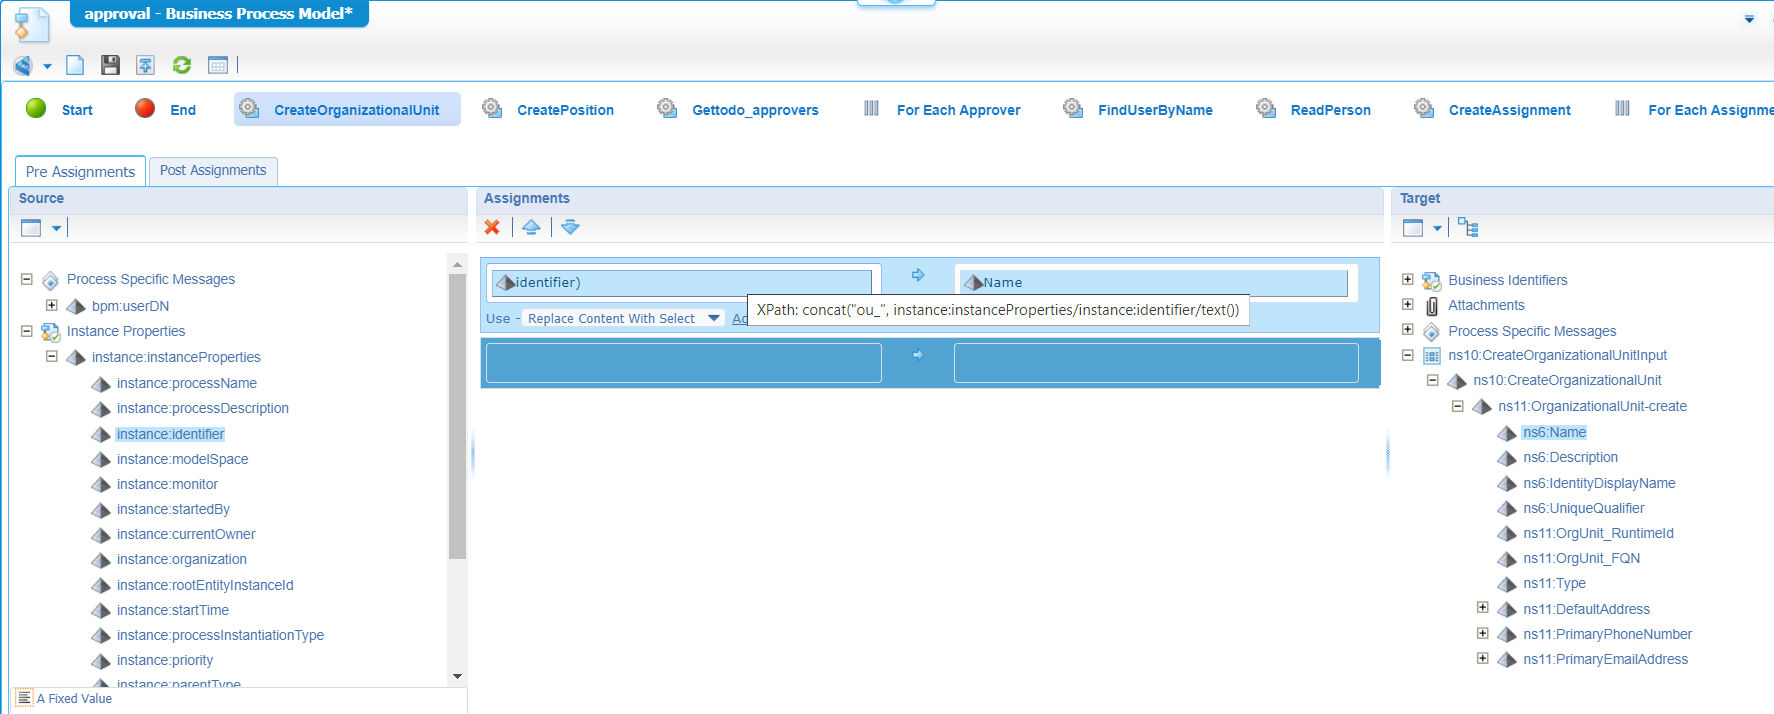 approval - Business Process Model*
Start End CreateOrganizationalUnit CreatePosition Gettodo_approvers For Each Approver FindUserByName ReadPerson CreateAssignment For Each Assignme
Pre Assignments Post Assignments
Source
Process Specific Messages
bpm:userDN
Instance Properties
instance:instanceProperties
instance:processName
instance:processDescription
instance:identifier
instance:modelSpace
instance:monitor
instance:startedBy
instance:currentOwner
instance:organization
instance:rootEntityInstanceId
instance:startTime
instance:processInstantiationType
instance:priority
instance:parentType
A Fixed Value
Assignments
identifier) Name
XPath: concat("ou_", instance:instanceProperties/instance:identifier/text())
Use - Replace Content With Select Ac
Target
Business Identifiers
Attachments
Process Specific Messages
ns10:CreateOrganizationalUnitInput
ns10:CreateOrganizationalUnit
ns11:OrganizationalUnit-create
ns6:Name
ns6:Description
ns6:IdentityDisplayName
ns6:UniqueQualifier
ns11:OrgUnit_RuntimeId
ns11:OrgUnit_FQN
ns11:Type
ns11:DefaultAddress
ns11:PrimaryPhoneNumber
ns11:PrimaryEmailAddress